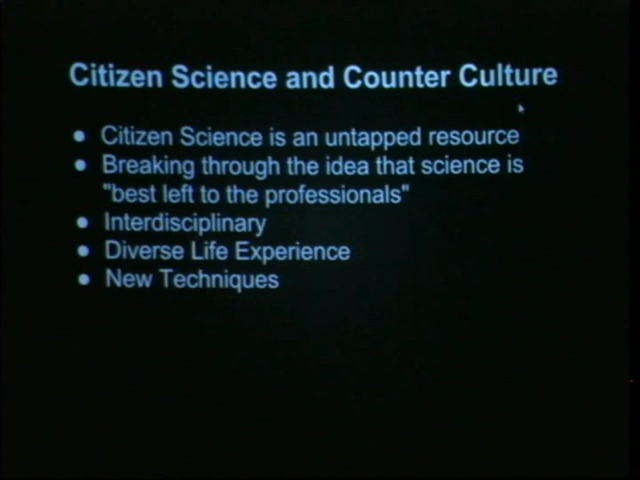 Citizen Science and Counter Culture
● Citizen Science is an untapped resource
● Breaking through the idea that science is
"best left to the professionals"
● Interdisciplinary
● Diverse Life Experience
● New Techniques